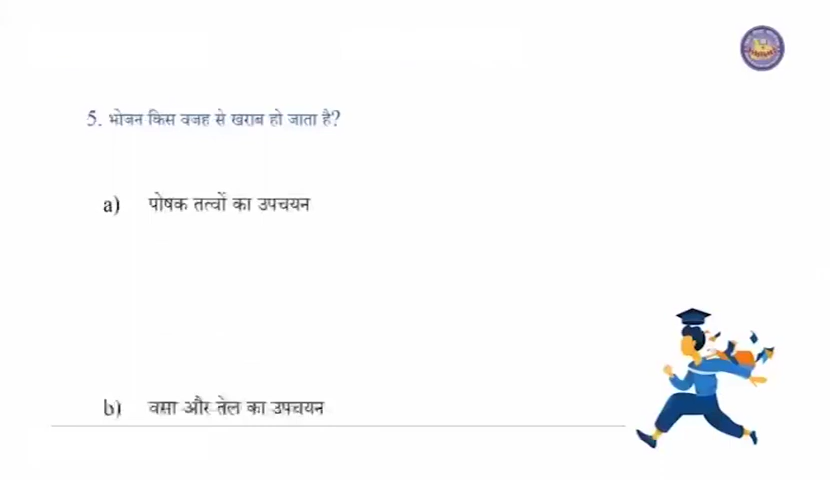 5. भोजन किस वजह से खराब हो जाता है?
a) पोषक तत्वों का उपचयन
b) वसा और तेल का उपचयन